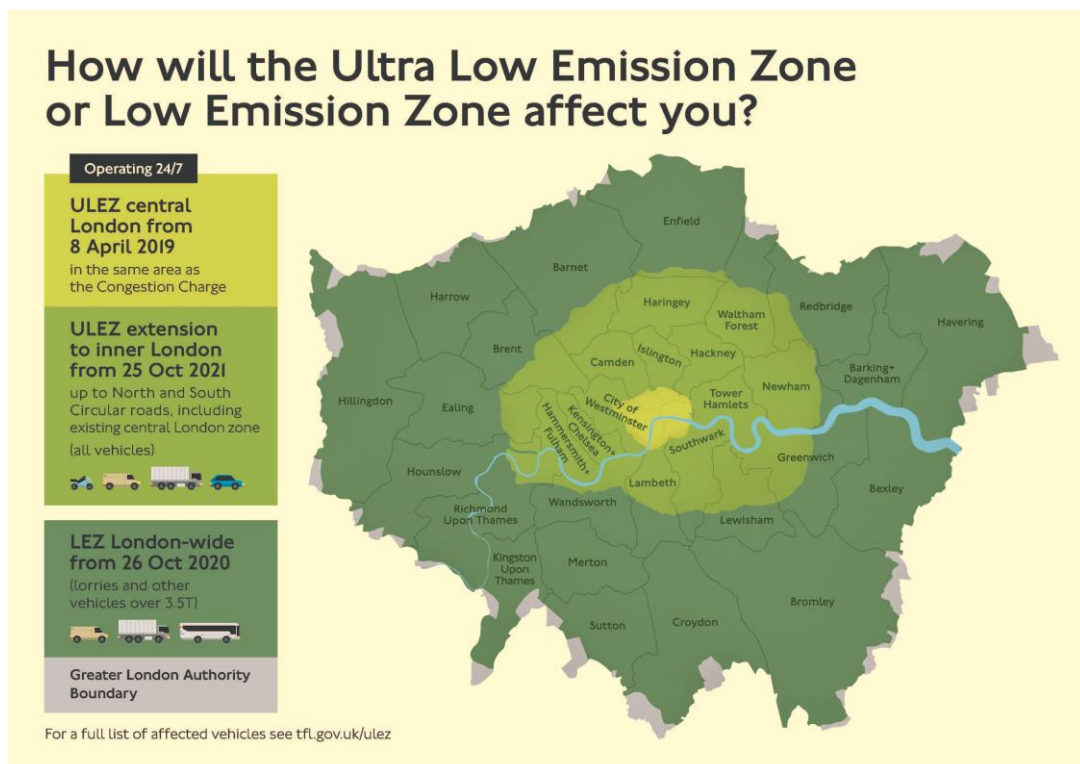 How will the Ultra Low Emission Zone
or Low Emission Zone affect you?
Operating 24/7
ULEZ central
London from
8 April 2019
in the same area as
the Congestion Charge
ULEZ extension
to inner London
from 25 Oct 2021
up to North and South
Circular roads, including
existing central London zone
(all vehicles)
LEZ London-wide
from 26 Oct 2020
(lorries and other
vehicles over 3.5T)
Greater London Authority
Boundary
For a full list of affected vehicles see tfl.gov.uk/ulez
Enfield
Barnet
Harrow
Haringey
Waltham
Forest
Redbridge
Havering
Brent
Camden
Islington
Hackney
Barking+
Dagenham
Hillingdon
Ealing
City of
Westminster
Tower
Hamlets
Newham
Kensington+
Chelsea
Hammersmith+
Fulham
Southwark
Greenwich
Hounslow
Lambeth
Bexley
Richmond
Upon Thames
Wandsworth
Lewisham
Kingston
Upon
Thames
Merton
Bromley
Sutton
Croydon